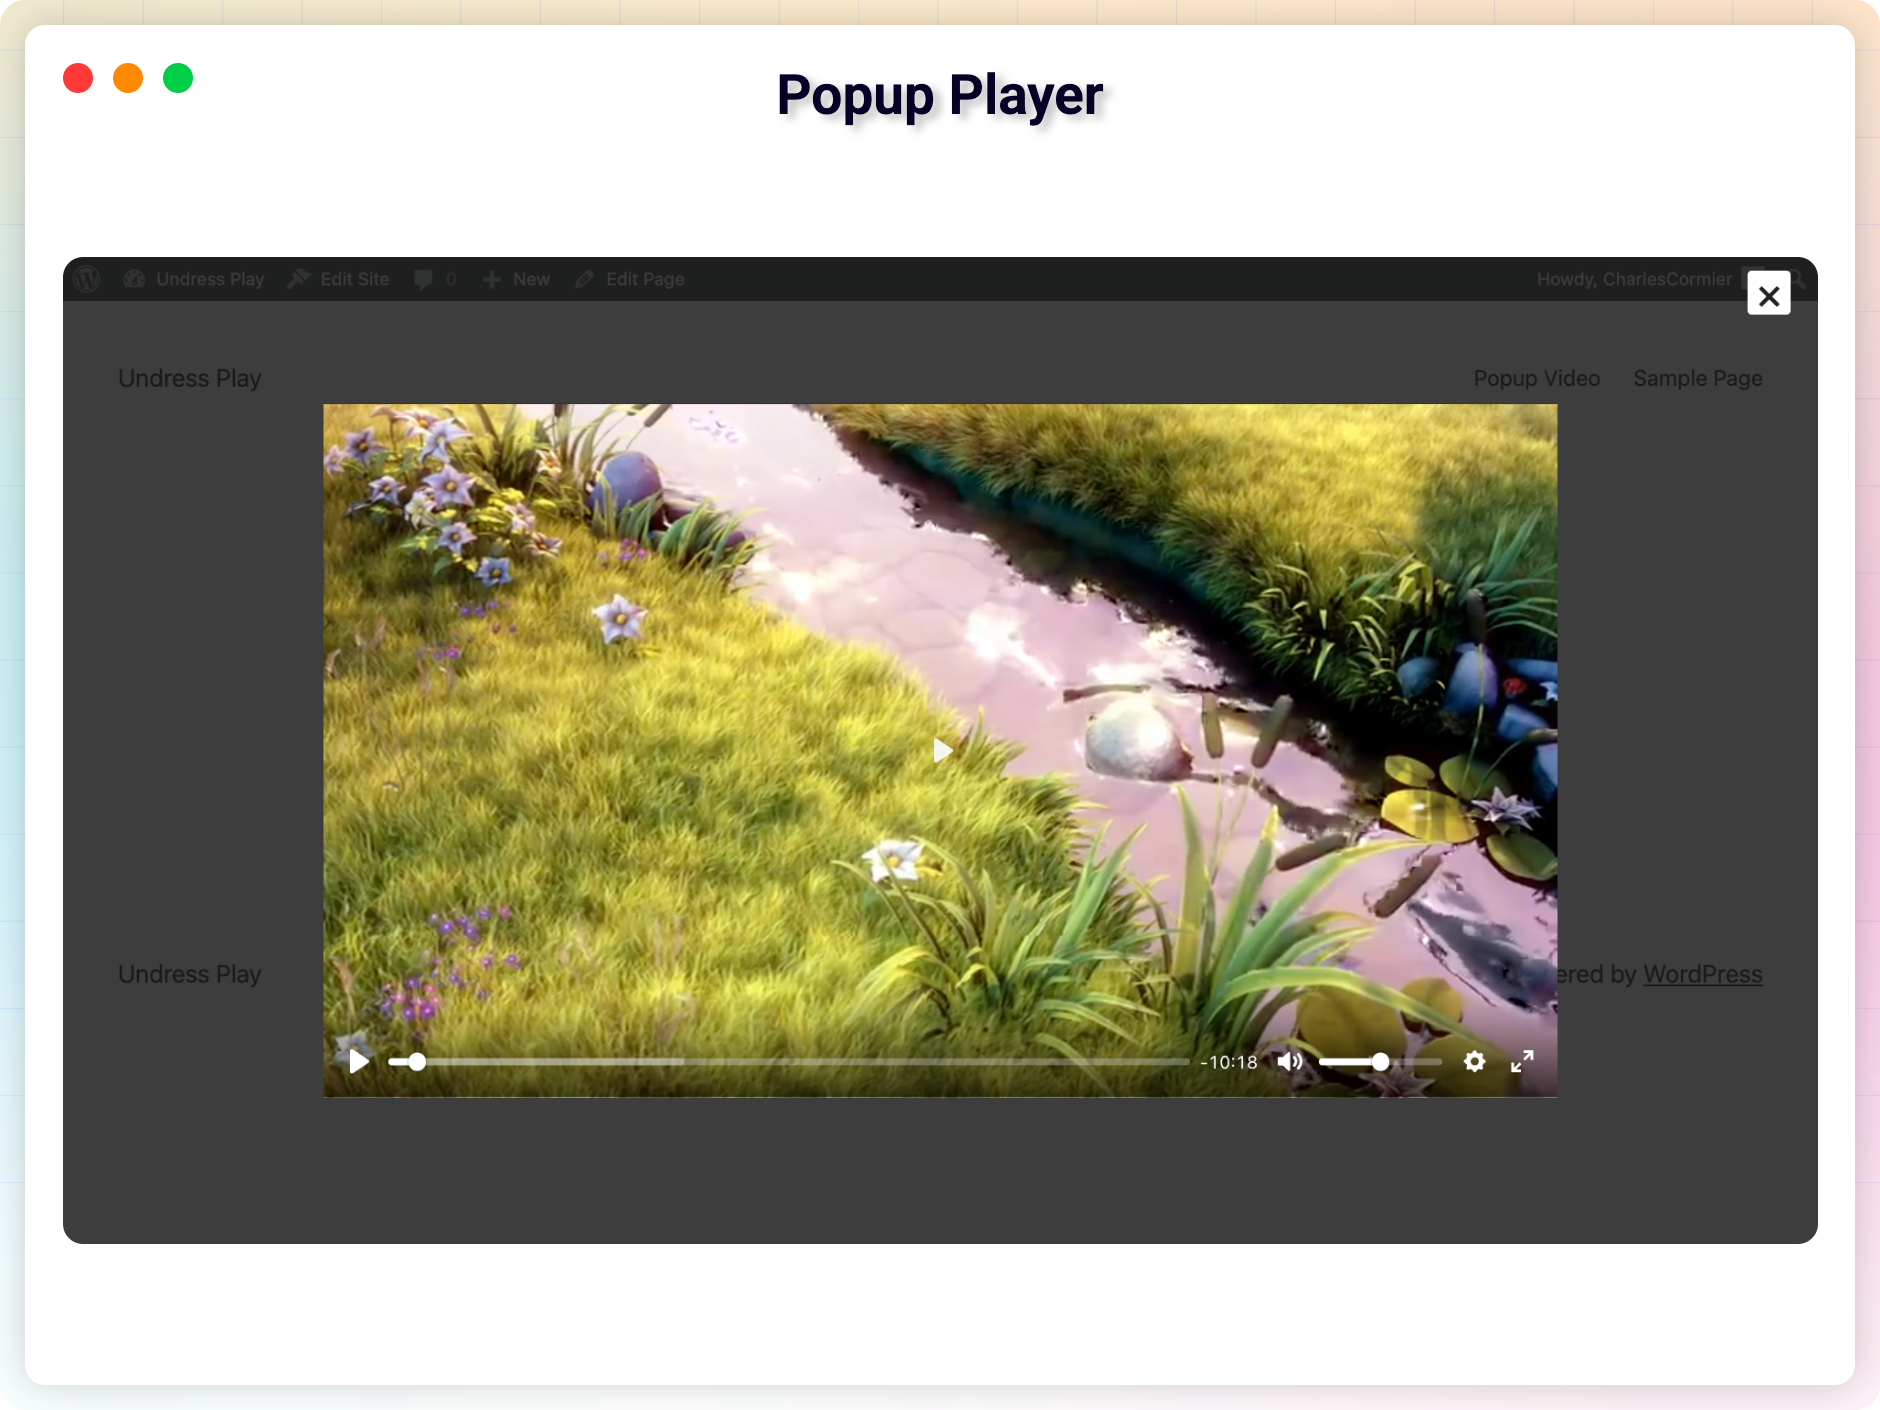 Popup Player
Undress Play Edit Site 0 New Edit Page Howdy, CharlesCormier
Undress Play Popup Video Sample Page
Undress Play ered by WordPress
-10:18